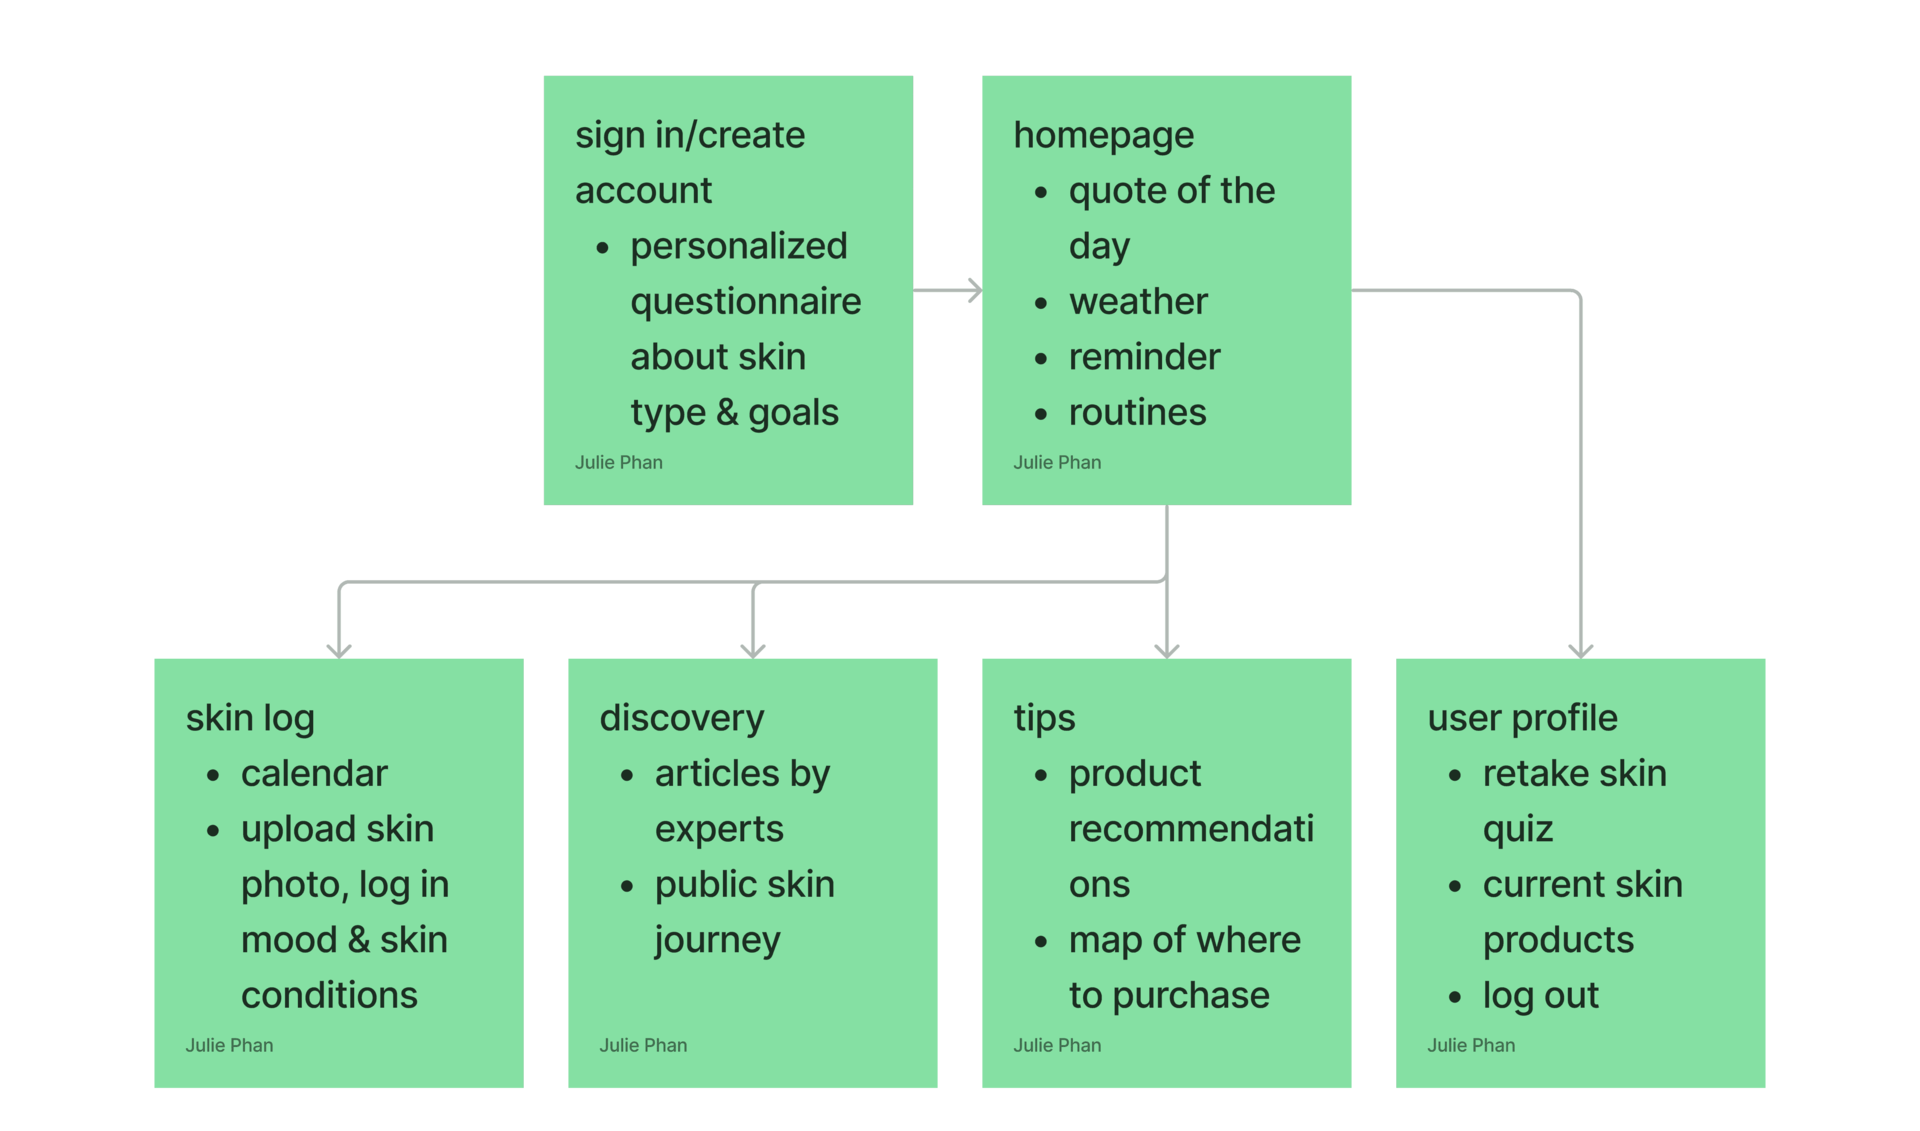 sign in/create
account
• personalized
questionnaire
about skin
type & goals
Julie Phan
homepage
• quote of the
day
• weather
• reminder
• routines
Julie Phan
skin log
• calendar
• upload skin
photo, log in
mood & skin
conditions
Julie Phan
discovery
• articles by
experts
• public skin
journey
Julie Phan
tips
• product
recommendati
ons
• map of where
to purchase
Julie Phan
user profile
• retake skin
quiz
• current skin
products
• log out
Julie Phan